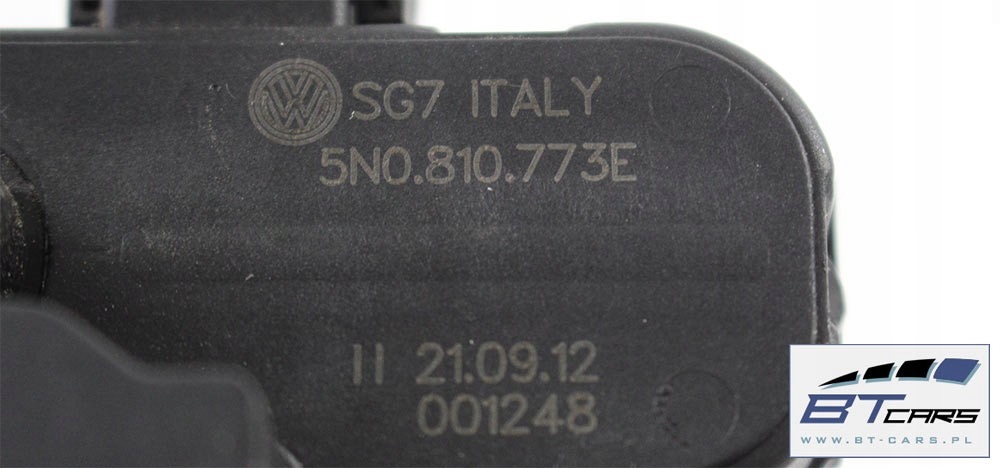 SG7 ITALY
5N0.810.773E
II 21.09.12
001248
BT CARS
WWW.BT-CARS.PL